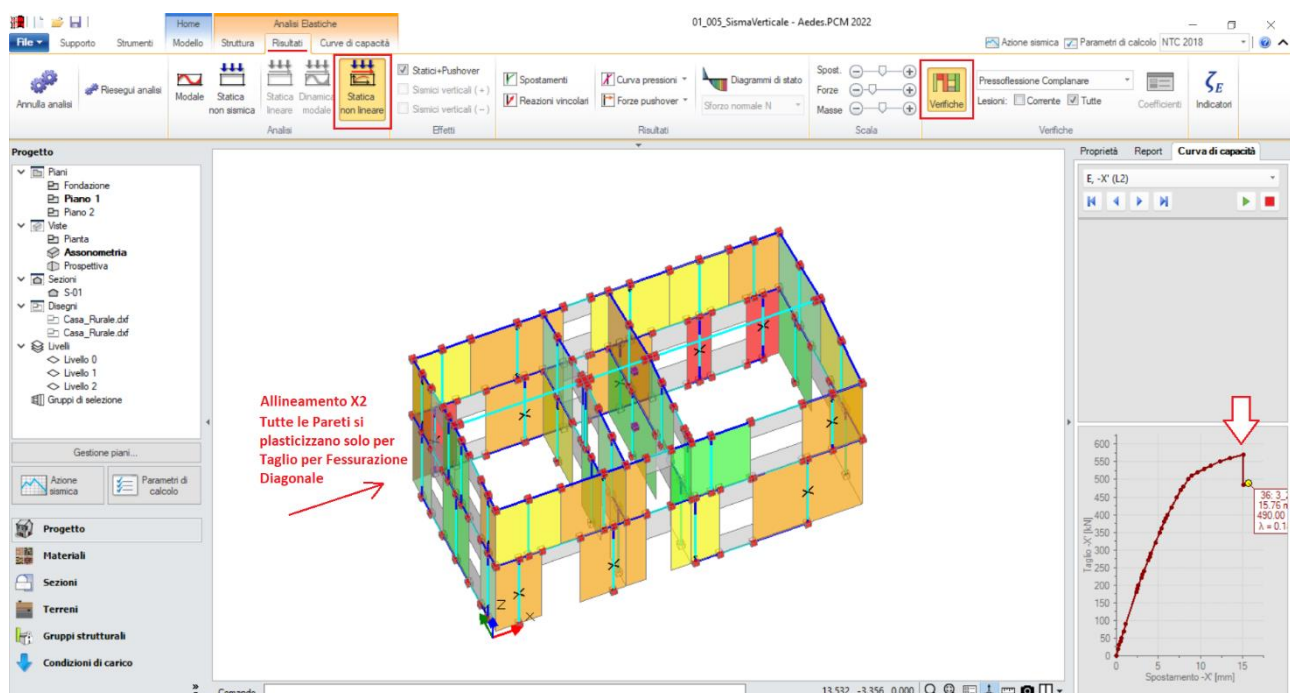 Home
Analisi Elastiche
01_005_SismaVerticale - Aedes.PCM 2022
File
Supporto
Strumenti
Modello
Struttura
Risultati
Curve di capacità
Azione sismica
Parametri di calcolo
NTC 2018
Annulla analisi
Riesegui analisi
Modale
Statica non sismica
Statica lineare
Dinamica modale
Statica non lineare
Analisi
Statici+Pushover
Sismici verticali (+)
Sismici verticali (−)
Effetti
Spostamenti
Reazioni vincolari
Curva pressioni
Forze pushover
Diagrammi di stato
Sforzo normale N
Risultati
Spost.
Forze
Masse
Scala
Verifiche
Pressoflessione Complanare
Lesioni:
Corrente
Tutte
Coefficienti
Verifiche
ζE
Indicatori
Progetto
Piani
Fondazione
Piano 1
Piano 2
Viste
Pianta
Assonometria
Prospettiva
Sezioni
S-01
Disegni
Casa_Rurale.dxf
Casa_Rurale.dxf
Livelli
Livello 0
Livello 1
Livello 2
Gruppi di selezione
Gestione piani...
Azione sismica
Parametri di calcolo
Progetto
Materiali
Sezioni
Terreni
Gruppi strutturali
Condizioni di carico
Allineamento X2
Tutte le Pareti si
plasticizzano solo per
Taglio per Fessurazione
Diagonale
Z
X
Comando
13.532 -3.356 0.000
Proprietà
Report
Curva di capacità
E, -X' (L2)
600
550
500
450
400
350
300
250
200
150
100
50
0
Taglio -X' [kN]
0
5
10
15
Spostamento -X' [mm]
36: 3_
15.76
490.00
λ = 0.1